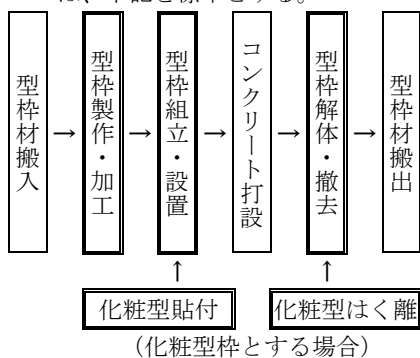 は、下記を標準とする。
型枠材搬入
→
型枠製作・加工
→
型枠組立・設置
→
コンクリート打設
→
型枠解体・撤去
→
型枠材搬出
↑
↑
化粧型貼付
化粧型はく離
(化粧型枠とする場合)